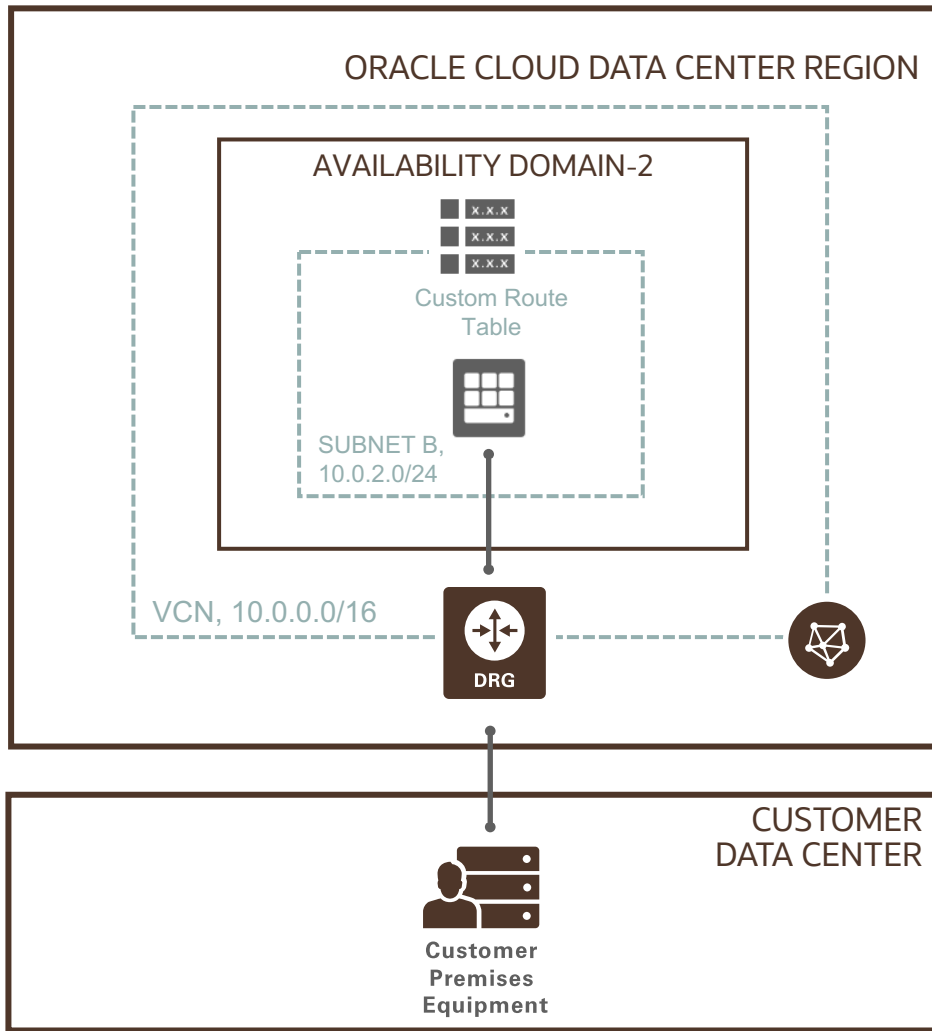 ORACLE CLOUD DATA CENTER REGION
AVAILABILITY DOMAIN-2
x.x.x
x.x.x
x.x.x
Custom Route
Table
SUBNET B,
10.0.2.0/24
VCN, 10.0.0.0/16
DRG
CUSTOMER
DATA CENTER
Customer
Premises
Equipment